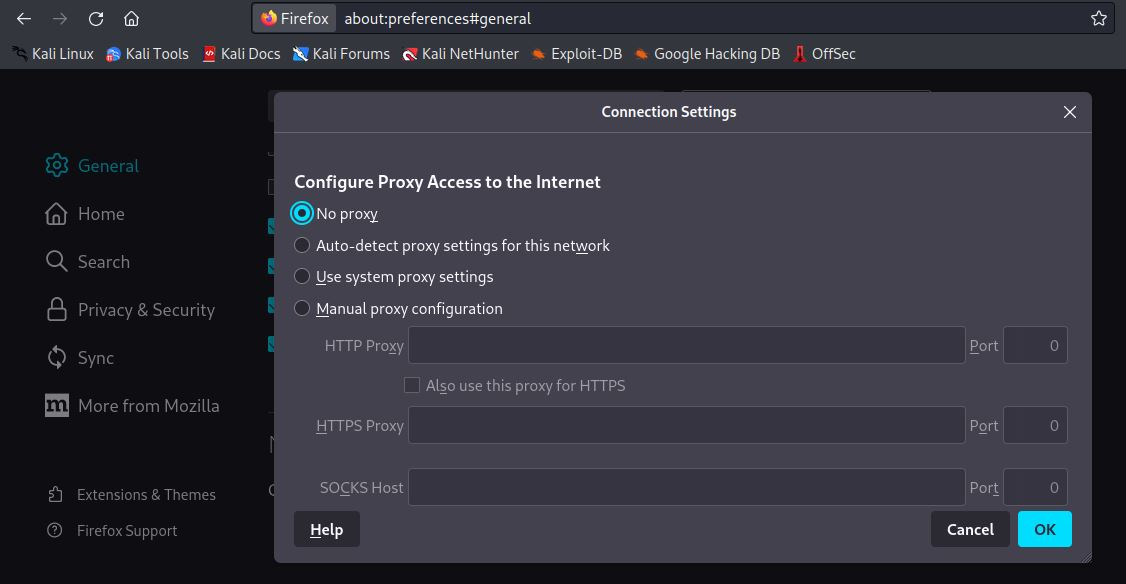 Firefox about:preferences#general
Kali Linux Kali Tools Kali Docs Kali Forums Kali NetHunter Exploit-DB Google Hacking DB OffSec
Connection Settings
General
Home
Search
Privacy & Security
Sync
More from Mozilla
Extensions & Themes
Firefox Support
Configure Proxy Access to the Internet
No proxy
Auto-detect proxy settings for this network
Use system proxy settings
Manual proxy configuration
HTTP Proxy Port 0
Also use this proxy for HTTPS
HTTPS Proxy Port 0
SOCKS Host Port 0
Help Cancel OK